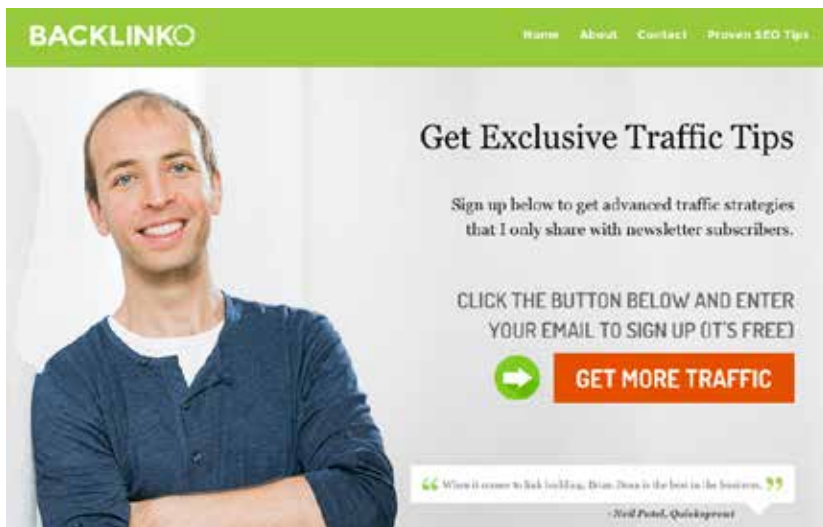 BACKLINKO
Home About Contact Proven SEO Tips
Get Exclusive Traffic Tips
Sign up below to get advanced traffic strategies
that I only share with newsletter subscribers.
CLICK THE BUTTON BELOW AND ENTER
YOUR EMAIL TO SIGN UP (IT'S FREE)
GET MORE TRAFFIC
“ When it comes to link building, Brian Dean is the best in the business. ”
- Neil Patel, Quicksprout